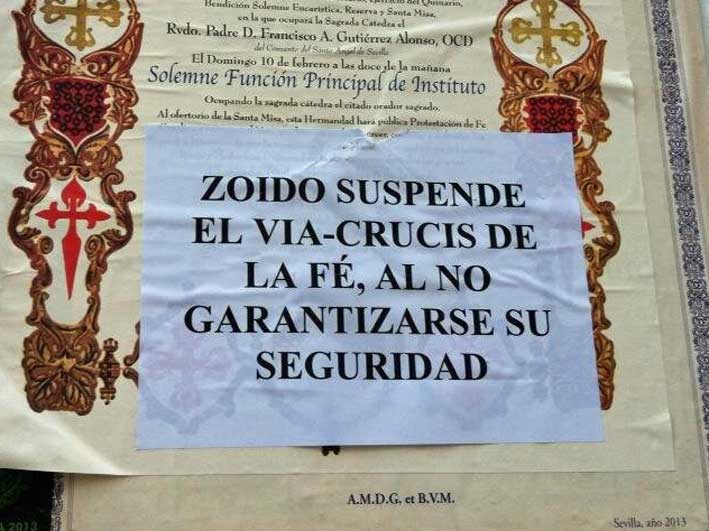 Bendición Solemne Eucarística, Reserva y Santa Misa,
en la que ocupará la Sagrada Cátedra el
Rvdo. Padre D. Francisco A. Gutiérrez Alonso, OCD
del Convento del Santo Ángel de Sevilla
El Domingo 10 de febrero a las doce de la mañana
Solemne Función Principal de Instituto
Ocupando la sagrada cátedra el citado orador sagrado.
Al ofertorio de la Santa Misa, esta Hermandad hará pública Protestación de Fe
ZOIDO SUSPENDE
EL VIA-CRUCIS DE
LA FÉ, AL NO
GARANTIZARSE SU
SEGURIDAD
A.M.D.G. et B.V.M.
Sevilla, año 2013
2013